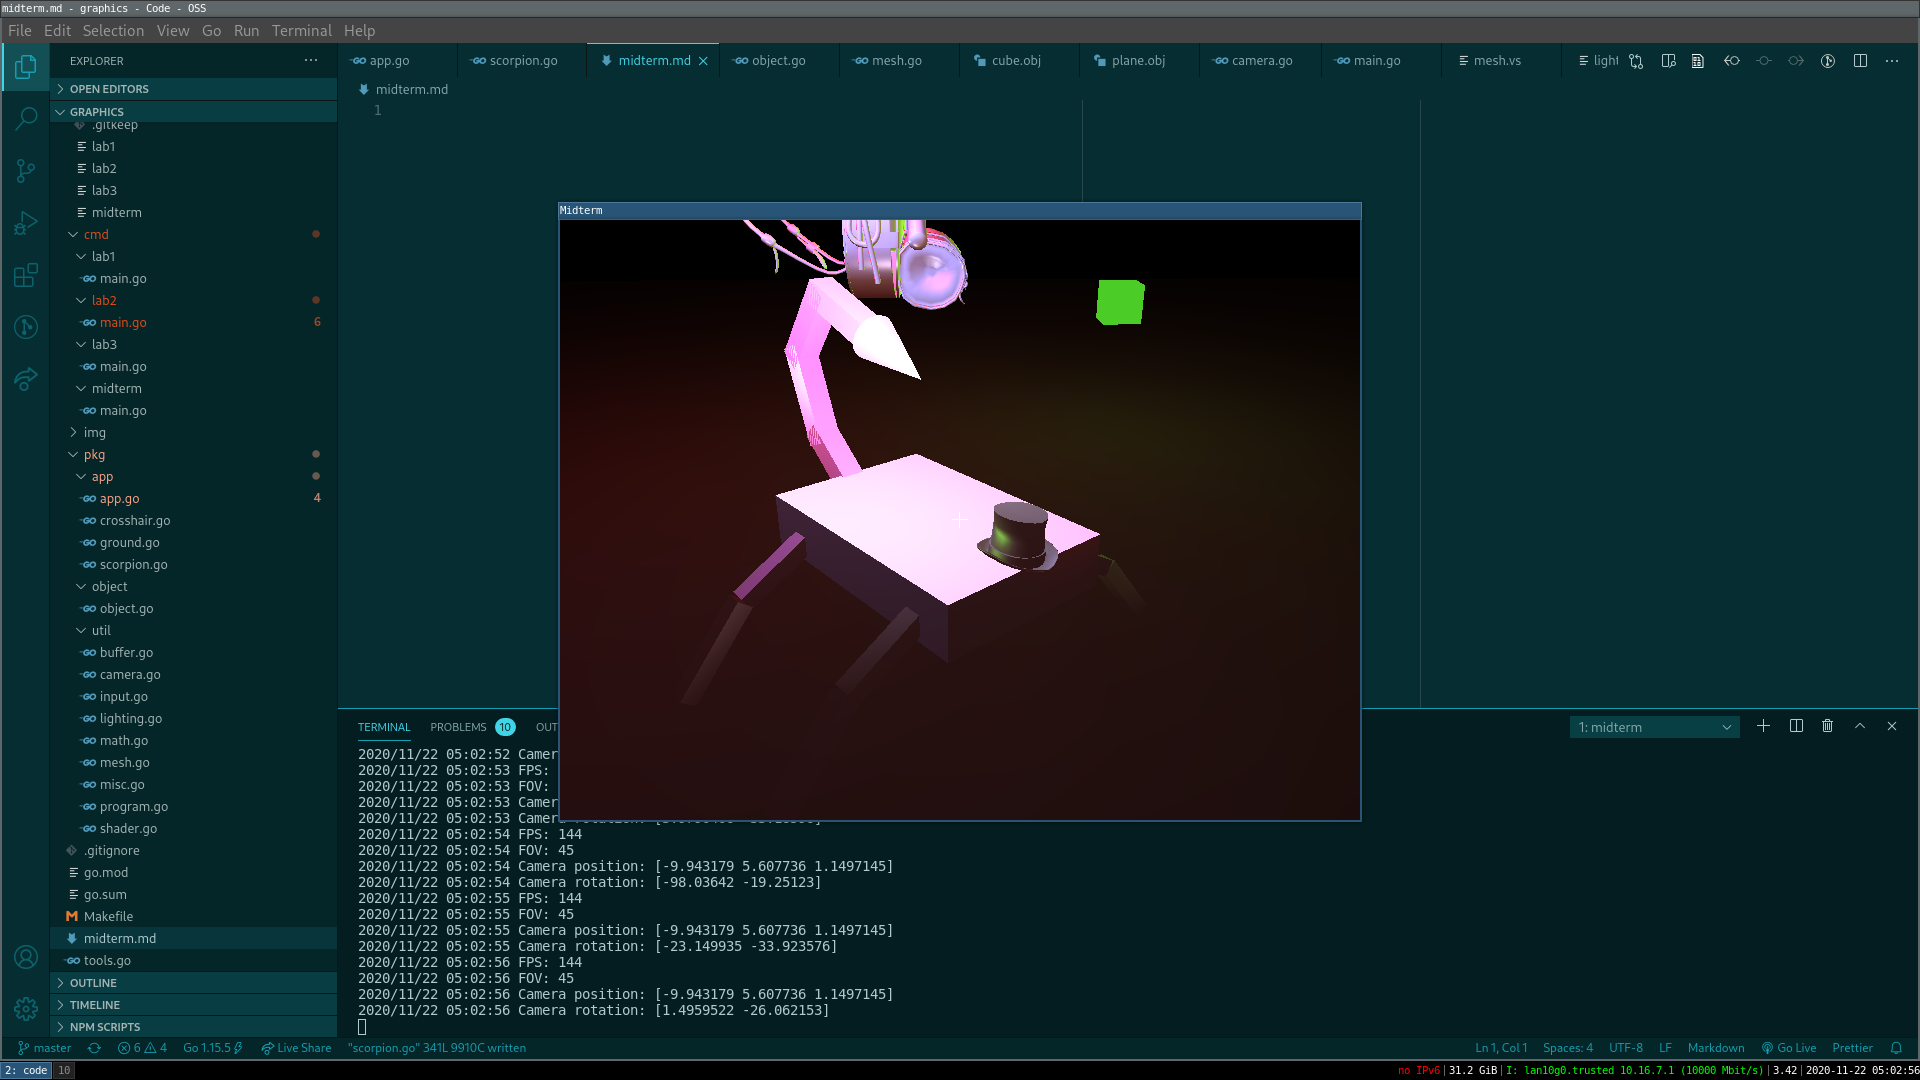 midterm.md - graphics - Code - OSS
File Edit Selection View Go Run Terminal Help
EXPLORER
app.go scorpion.go midterm.md object.go mesh.go cube.obj plane.obj camera.go main.go mesh.vs light
OPEN EDITORS
midterm.md
GRAPHICS
1
.gitkeep
lab1
lab2
lab3
midterm
cmd
lab1
main.go
lab2
main.go 6
lab3
main.go
midterm
main.go
img
pkg
app
app.go 4
crosshair.go
ground.go
scorpion.go
object
object.go
util
buffer.go
camera.go
input.go
lighting.go
math.go
mesh.go
misc.go
program.go
shader.go
.gitignore
go.mod
go.sum
Makefile
midterm.md
tools.go
OUTLINE
TIMELINE
NPM SCRIPTS
Midterm
TERMINAL PROBLEMS 10 OUT
1: midterm
2020/11/22 05:02:52 Camer
2020/11/22 05:02:53 FPS:
2020/11/22 05:02:53 FOV:
2020/11/22 05:02:53 Camer
2020/11/22 05:02:53 Camera rotation:
2020/11/22 05:02:54 FPS: 144
2020/11/22 05:02:54 FOV: 45
2020/11/22 05:02:54 Camera position: [-9.943179 5.607736 1.1497145]
2020/11/22 05:02:54 Camera rotation: [-98.03642 -19.25123]
2020/11/22 05:02:55 FPS: 144
2020/11/22 05:02:55 FOV: 45
2020/11/22 05:02:55 Camera position: [-9.943179 5.607736 1.1497145]
2020/11/22 05:02:55 Camera rotation: [-23.149935 -33.923576]
2020/11/22 05:02:56 FPS: 144
2020/11/22 05:02:56 FOV: 45
2020/11/22 05:02:56 Camera position: [-9.943179 5.607736 1.1497145]
2020/11/22 05:02:56 Camera rotation: [1.4959522 -26.062153]
master 6 4 Go 1.15.5 Live Share "scorpion.go" 341L 9910C written Ln 1, Col 1 Spaces: 4 UTF-8 LF Markdown Go Live Prettier
2: code 10 no IPv6|31.2 GiB|I: lan10g0.trusted 10.16.7.1 (10000 Mbit/s)|3.42|2020-11-22 05:02:56